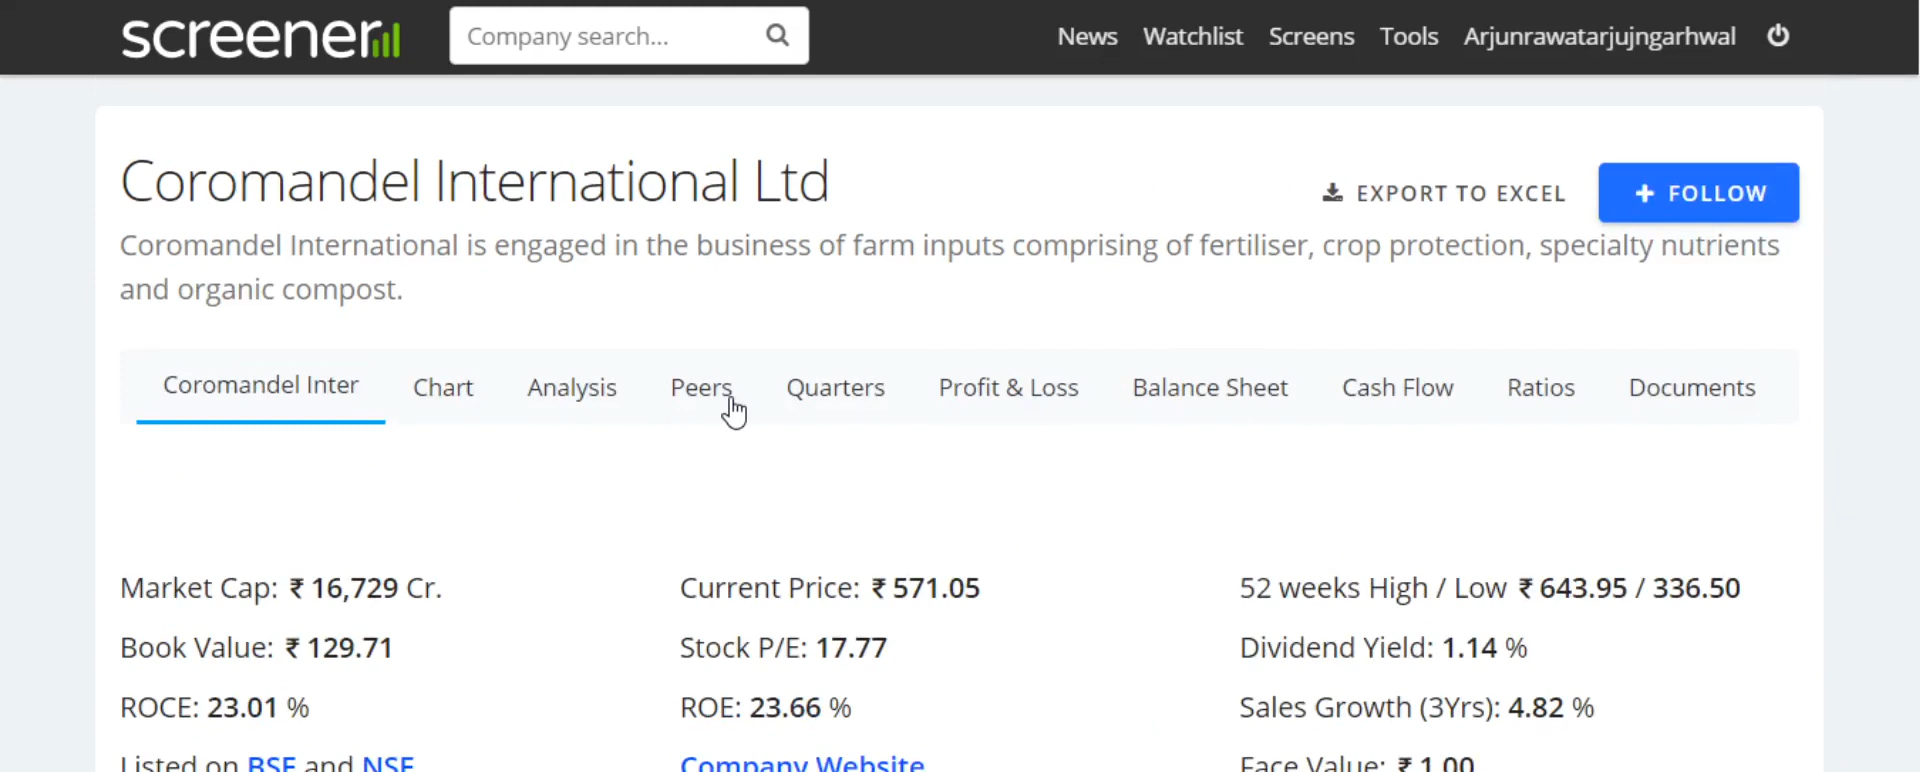 screener
Company search...
News Watchlist Screens Tools Arjunrawatarjujngarhwal
Coromandel International Ltd
EXPORT TO EXCEL
+ FOLLOW
Coromandel International is engaged in the business of farm inputs comprising of fertiliser, crop protection, specialty nutrients
and organic compost.
Coromandel Inter Chart Analysis Peers Quarters Profit & Loss Balance Sheet Cash Flow Ratios Documents
Market Cap: ₹ 16,729 Cr. Current Price: ₹ 571.05 52 weeks High / Low ₹ 643.95 / 336.50
Book Value: ₹ 129.71 Stock P/E: 17.77 Dividend Yield: 1.14 %
ROCE: 23.01 % ROE: 23.66 % Sales Growth (3Yrs): 4.82 %
Listed on BSE and NSE Company Website Face Value: ₹ 1.00